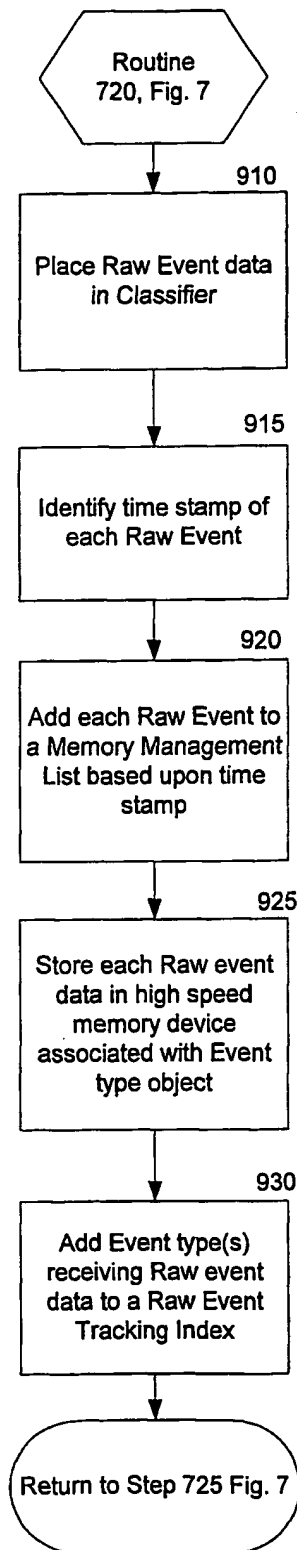 Routine
720, Fig. 7
910
Place Raw Event data
in Classifier
915
Identify time stamp of
each Raw Event
920
Add each Raw Event to
a Memory Management
List based upon time
stamp
925
Store each Raw event
data in high speed
memory device
associated with Event
type object
930
Add Event type(s)
receiving Raw event
data to a Raw Event
Tracking Index
Return to Step 725 Fig. 7